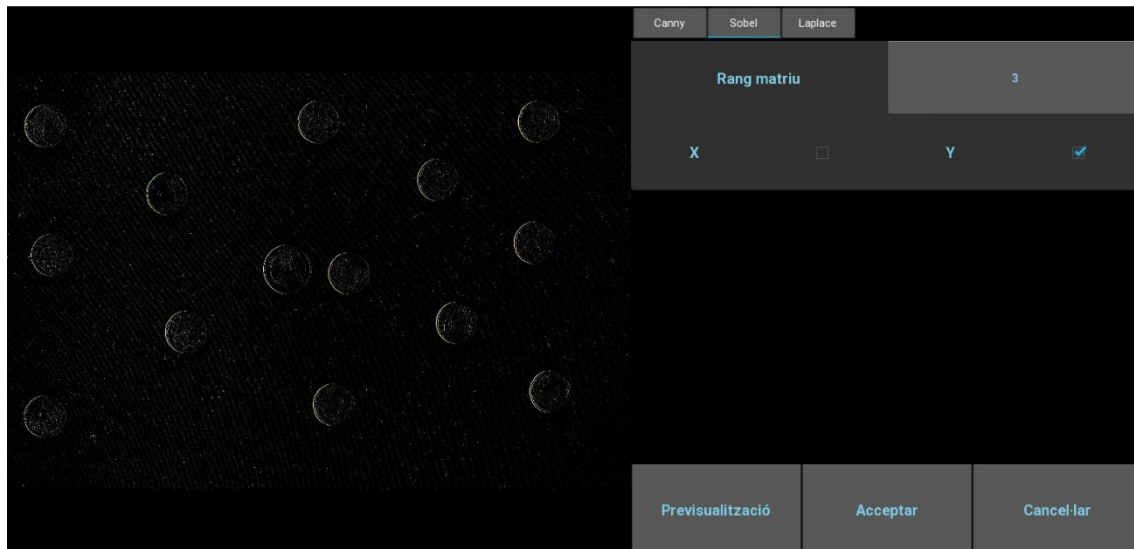 Canny Sobel Laplace
Rang matriu 3
X Y
Previsualització Acceptar Cancel·lar